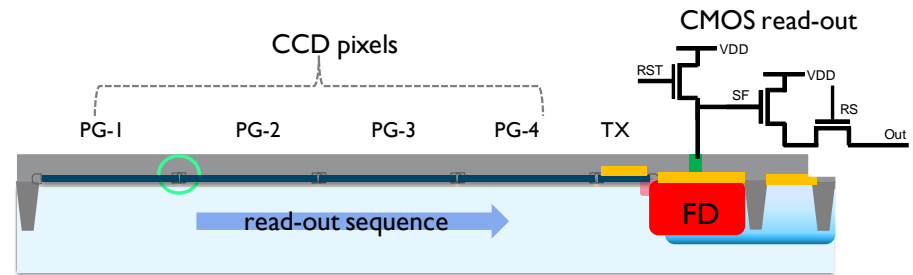 CMOS read-out
CCD pixels
VDD
RST
VDD
SF
RS
Out
PG-1 PG-2 PG-3 PG-4 TX
FD
read-out sequence